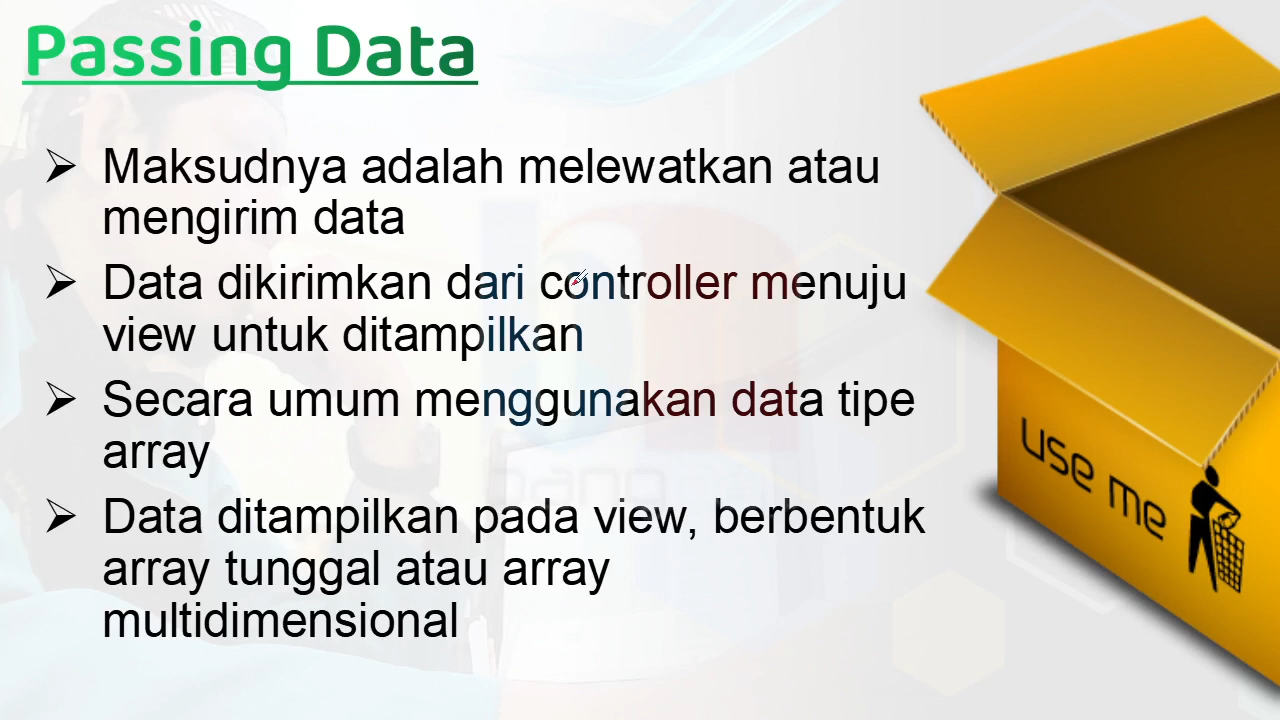 Passing Data
➢ Maksudnya adalah melewatkan atau
mengirim data
➢ Data dikirimkan dari controller menuju
view untuk ditampilkan
➢ Secara umum menggunakan data tipe
array
➢ Data ditampilkan pada view, berbentuk
array tunggal atau array
multidimensional
use me